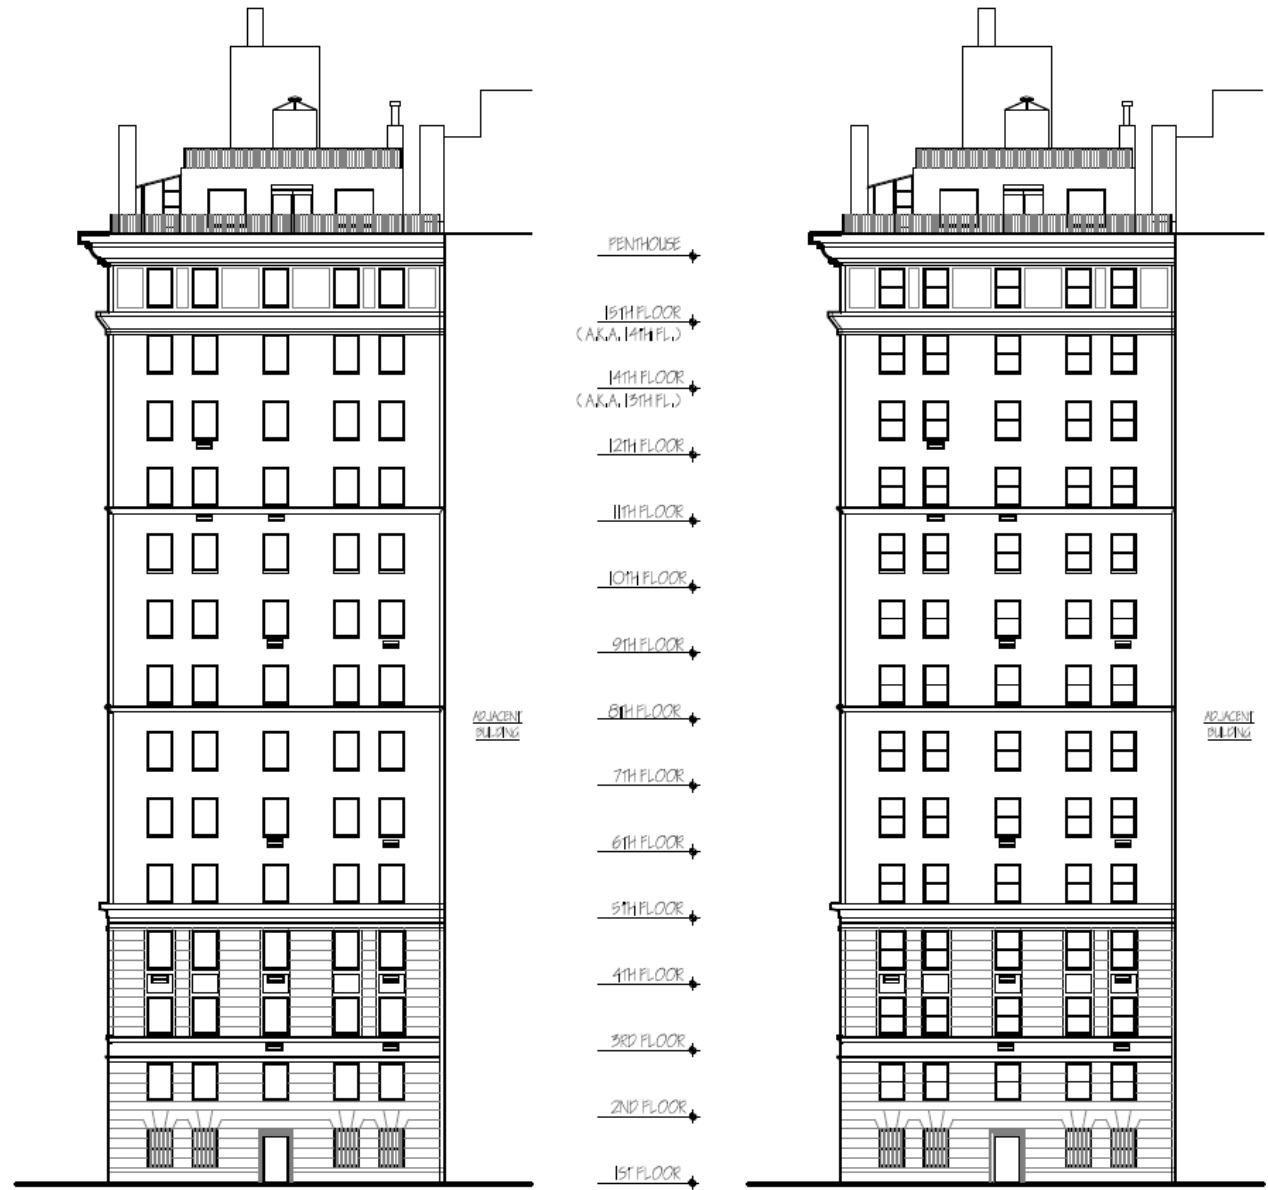 PENTHOUSE
15TH FLOOR
(A.K.A. 14TH FL.)
14TH FLOOR
(A.K.A. 13TH FL.)
12TH FLOOR
11TH FLOOR
10TH FLOOR
9TH FLOOR
8TH FLOOR
ADJACENT
BUILDING
ADJACENT
BUILDING
7TH FLOOR
6TH FLOOR
5TH FLOOR
4TH FLOOR
3RD FLOOR
2ND FLOOR
1ST FLOOR